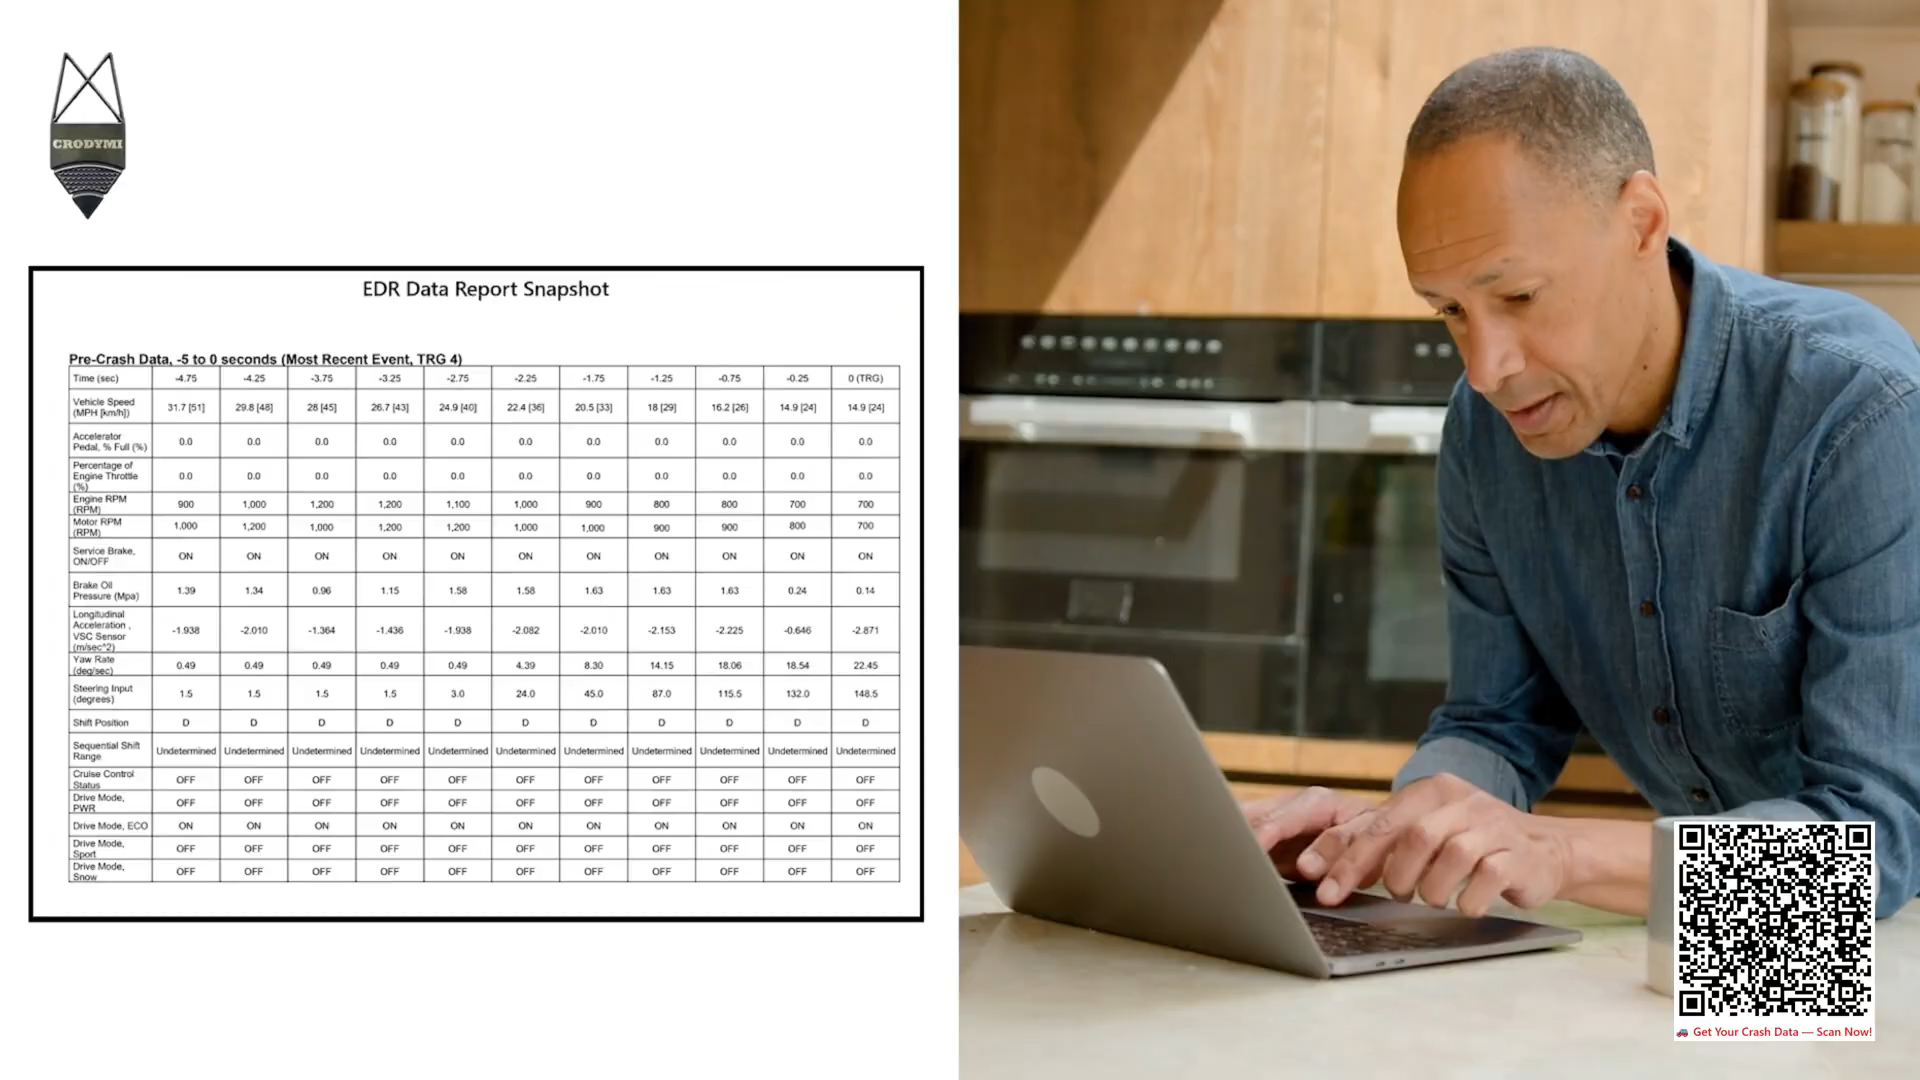 CRODYMI
EDR Data Report Snapshot
Pre-Crash Data, -5 to 0 seconds (Most Recent Event, TRG 4)
Time (sec) -4.75 -4.25 -3.75 -3.25 -2.75 -2.25 -1.75 -1.25 -0.75 -0.25 0 (TRG)
Vehicle Speed
(MPH [km/h]) 31.7 [51] 29.8 [48] 28 [45] 26.7 [43] 24.9 [40] 22.4 [36] 20.5 [33] 18 [29] 16.2 [26] 14.9 [24] 14.9 [24]
Accelerator
Pedal, % Full (%) 0.0 0.0 0.0 0.0 0.0 0.0 0.0 0.0 0.0 0.0 0.0
Percentage of
Engine Throttle
(%) 0.0 0.0 0.0 0.0 0.0 0.0 0.0 0.0 0.0 0.0 0.0
Engine RPM
(RPM) 900 1,000 1,200 1,200 1,100 1,000 900 800 800 700 700
Motor RPM
(RPM) 1,000 1,200 1,000 1,200 1,200 1,000 1,000 900 900 800 700
Service Brake,
ON/OFF ON ON ON ON ON ON ON ON ON ON ON
Brake Oil
Pressure (Mpa) 1.39 1.34 0.96 1.15 1.58 1.58 1.63 1.63 1.63 0.24 0.14
Longitudinal
Acceleration ,
VSC Sensor
(m/sec^2) -1.938 -2.010 -1.364 -1.436 -1.938 -2.082 -2.010 -2.153 -2.225 -0.646 -2.871
Yaw Rate
(deg/sec) 0.49 0.49 0.49 0.49 0.49 4.39 8.30 14.15 18.06 18.54 22.45
Steering Input
(degrees) 1.5 1.5 1.5 1.5 3.0 24.0 45.0 87.0 115.5 132.0 148.5
Shift Position D D D D D D D D D D D
Sequential Shift
Range Undetermined Undetermined Undetermined Undetermined Undetermined Undetermined Undetermined Undetermined Undetermined Undetermined Undetermined
Cruise Control
Status OFF OFF OFF OFF OFF OFF OFF OFF OFF OFF OFF
Drive Mode,
PWR OFF OFF OFF OFF OFF OFF OFF OFF OFF OFF OFF
Drive Mode, ECO ON ON ON ON ON ON ON ON ON ON ON
Drive Mode,
Sport OFF OFF OFF OFF OFF OFF OFF OFF OFF OFF OFF
Drive Mode,
Snow OFF OFF OFF OFF OFF OFF OFF OFF OFF OFF OFF
Get Your Crash Data — Scan Now!